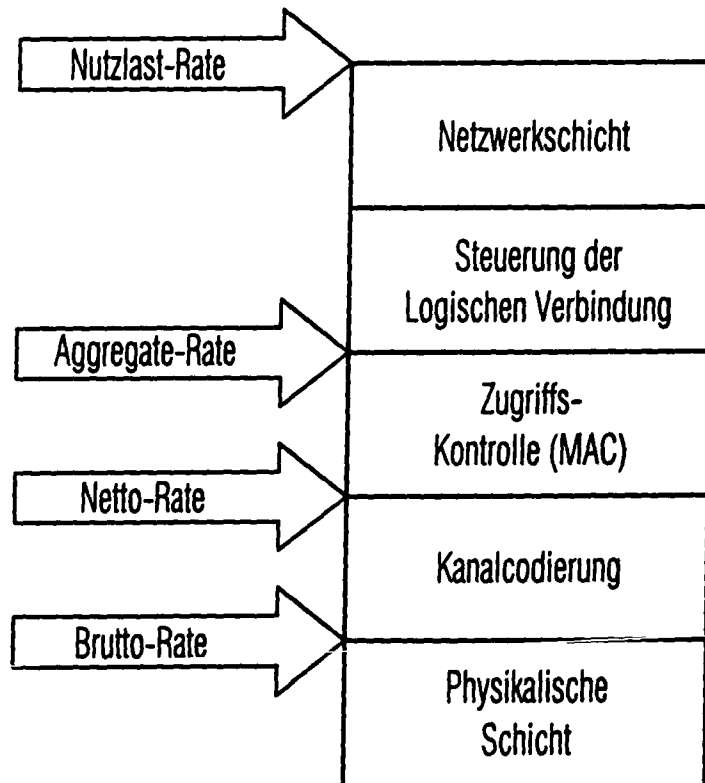 Nutzlast-Rate
Netzwerkschicht
Steuerung der
Logischen Verbindung
Aggregate-Rate
Zugriffs-
Kontrolle (MAC)
Netto-Rate
Kanalcodierung
Brutto-Rate
Physikalische
Schicht